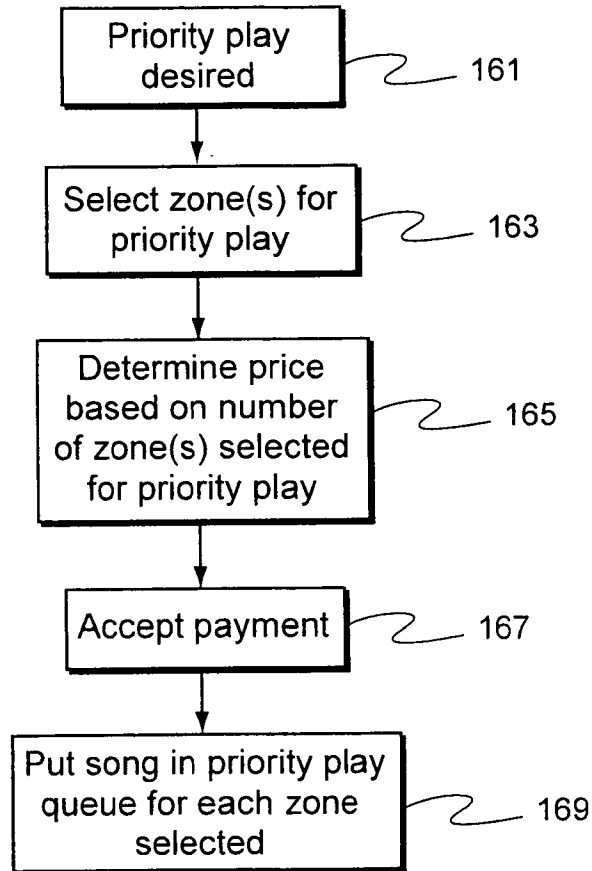 Priority play
desired
161
Select zone(s) for
priority play
163
Determine price
based on number
of zone(s) selected
for priority play
165
Accept payment
167
Put song in priority play
queue for each zone
selected
169